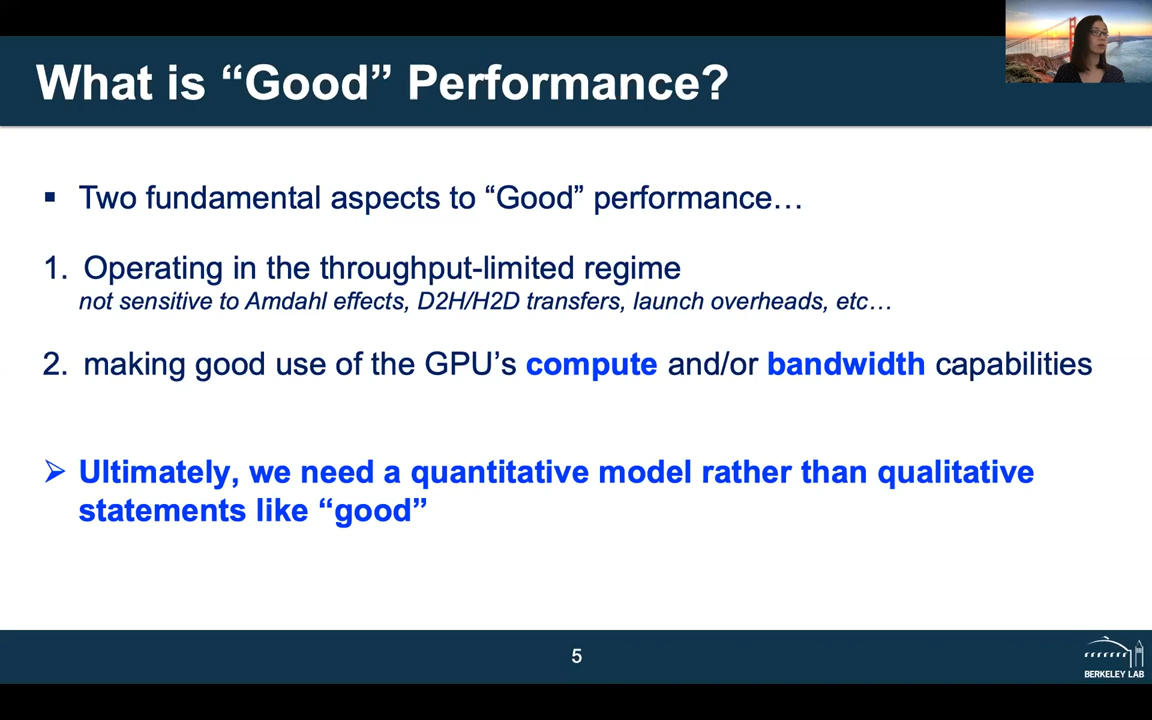 What is “Good” Performance?
▪ Two fundamental aspects to “Good” performance…
1. Operating in the throughput-limited regime
not sensitive to Amdahl effects, D2H/H2D transfers, launch overheads, etc…
2. making good use of the GPU’s compute and/or bandwidth capabilities
➢ Ultimately, we need a quantitative model rather than qualitative
statements like “good”
5
BERKELEY LAB